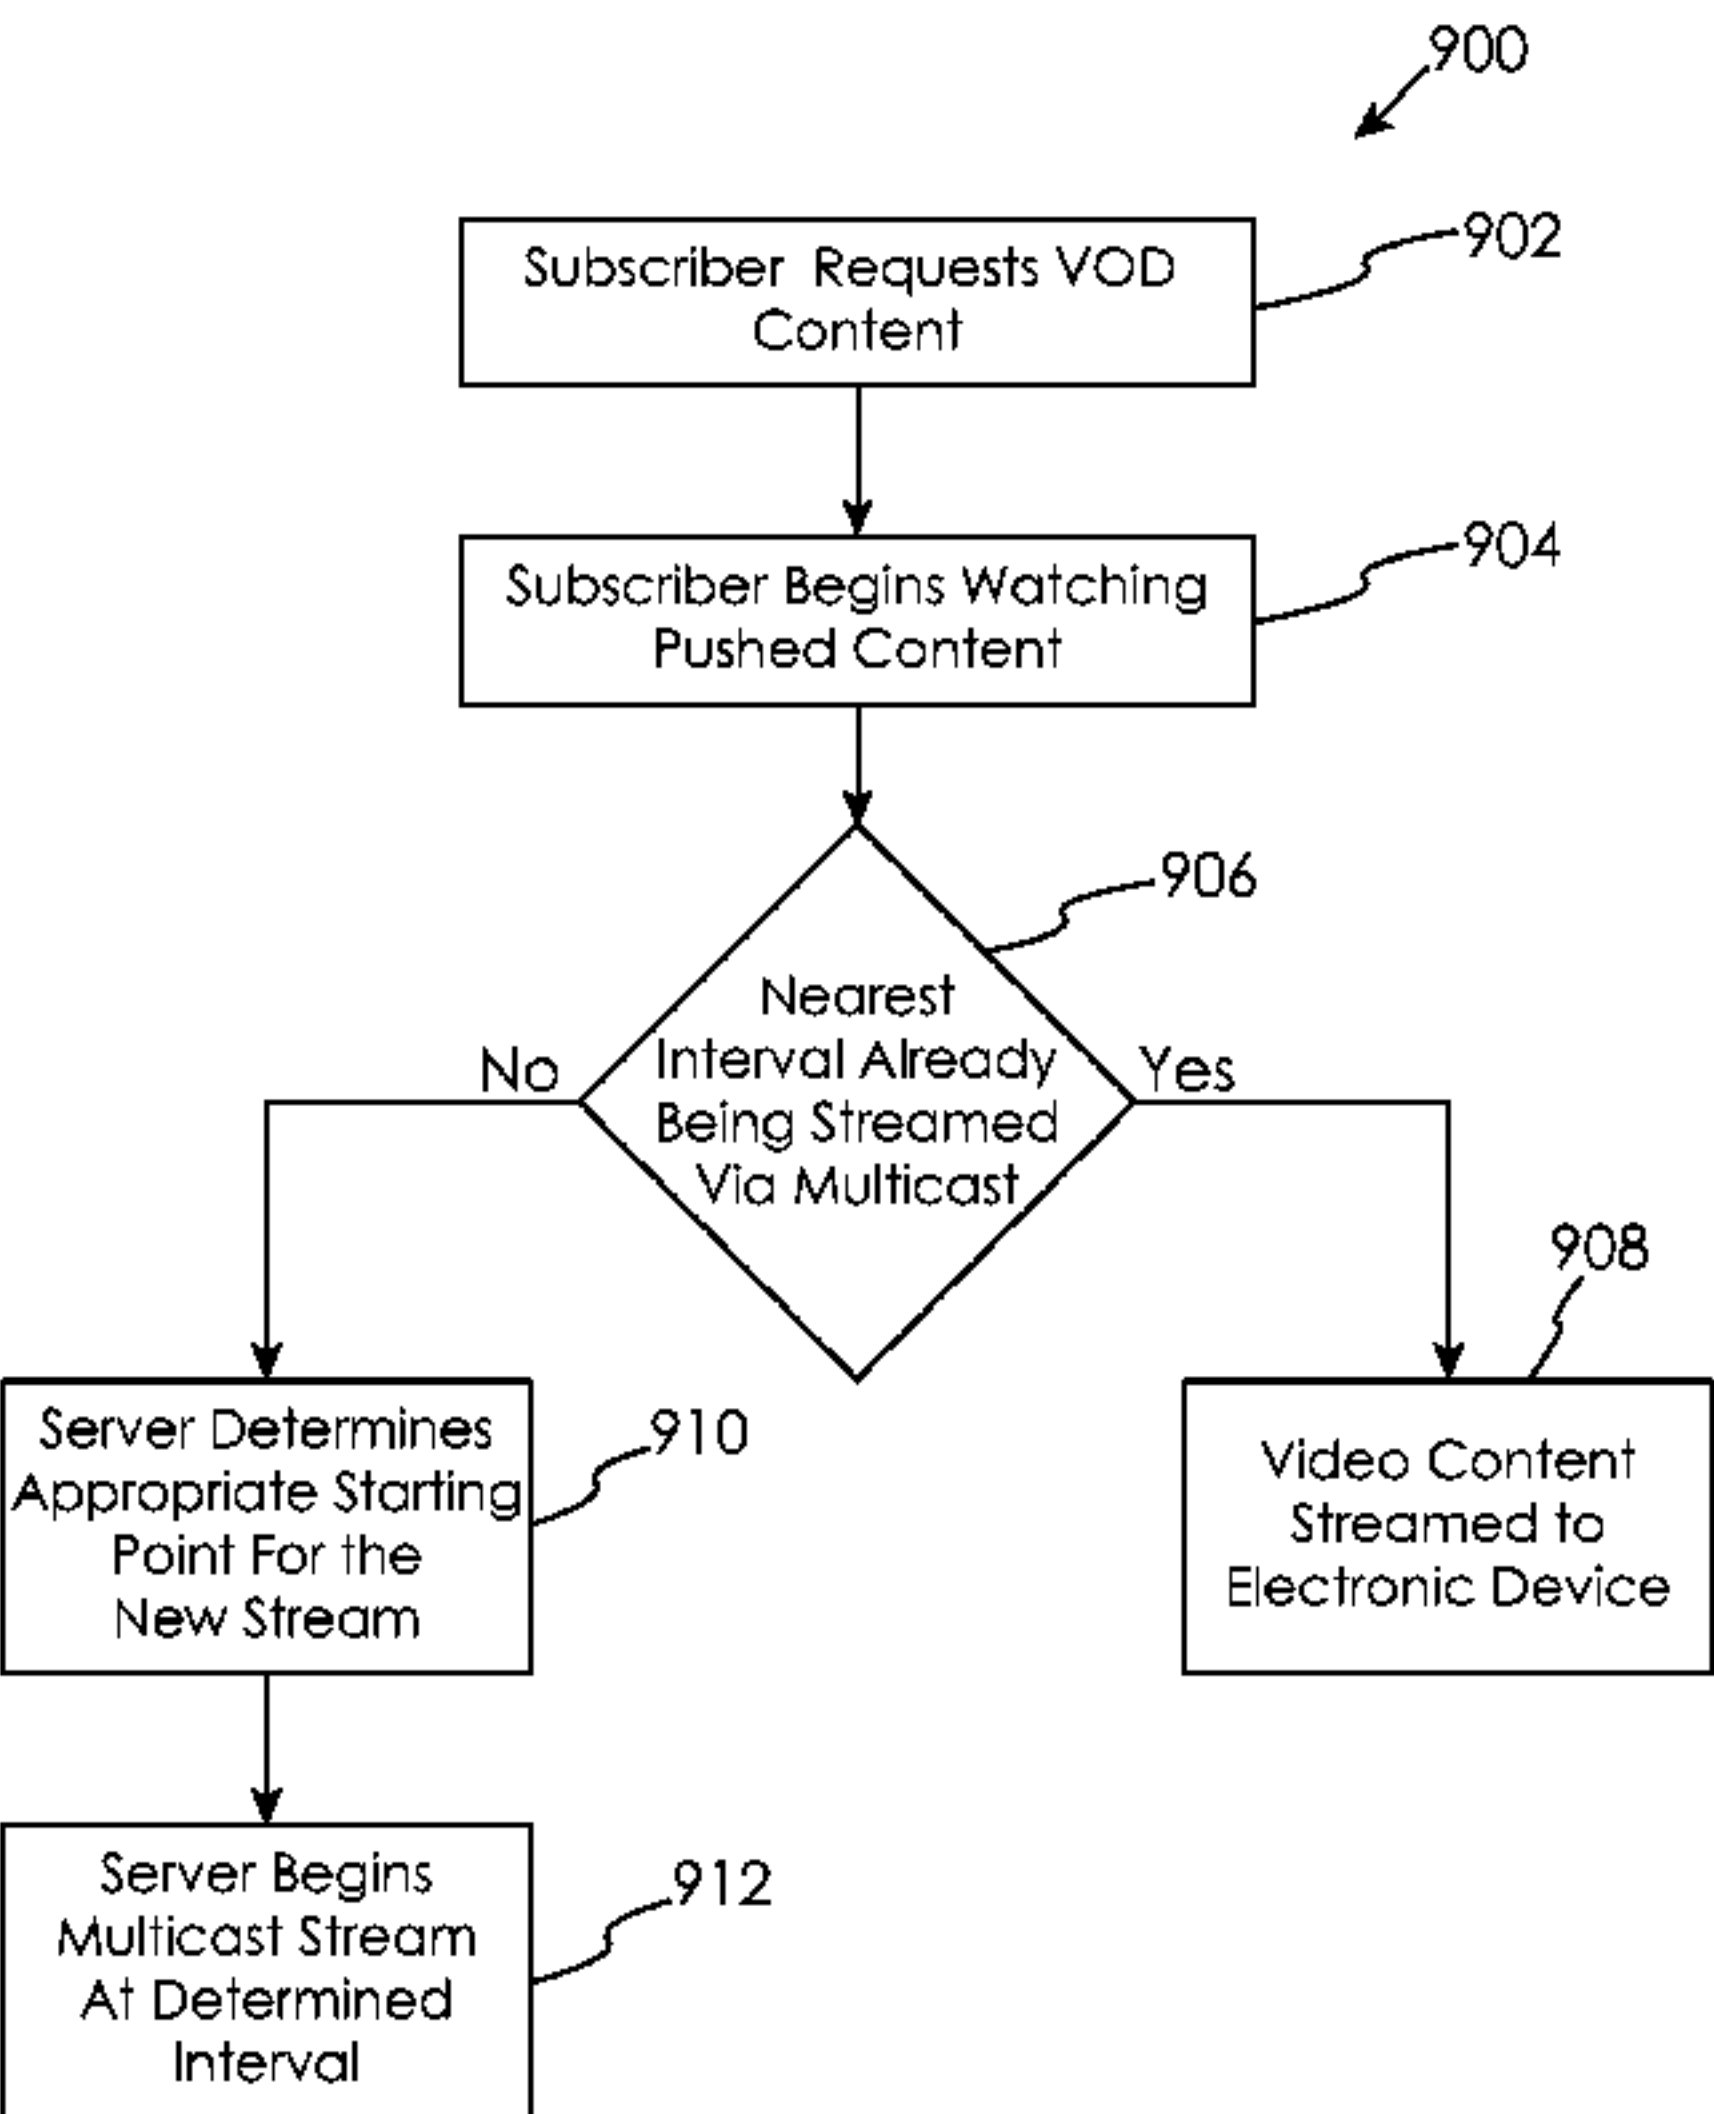 900
Subscriber Requests VOD
Content
902
Subscriber Begins Watching
Pushed Content
904
906
Nearest
Interval Already
Being Streamed
Via Multicast
No
Yes
908
Server Determines
Appropriate Starting
Point For the
New Stream
910
Video Content
Streamed to
Electronic Device
Server Begins
Multicast Stream
At Determined
Interval
912